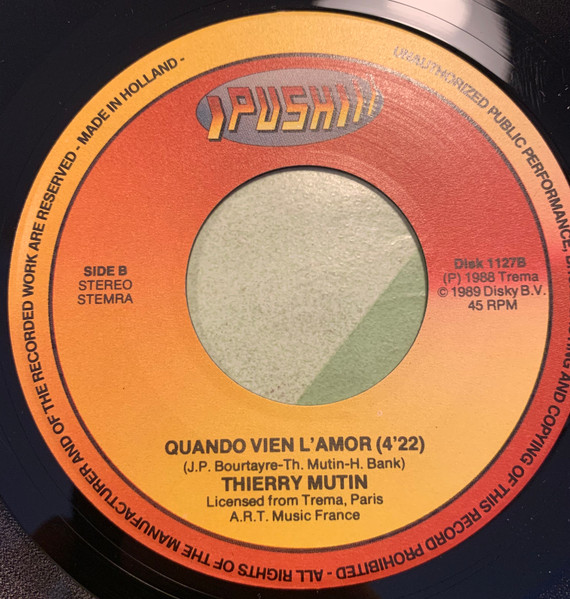 ¡PUSH!!!
SIDE B
STEREO
STEMRA
Disk 1127B
(P) 1988 Trema
© 1989 Disky B.V.
45 RPM
QUANDO VIEN L'AMOR (4'22)
(J.P. Bourtayre-Th. Mutin-H. Bank)
THIERRY MUTIN
Licensed from Trema, Paris
A.R.T. Music France
- ALL RIGHTS OF THE MANUFACTURER AND OF THE RECORDED WORK ARE RESERVED - MADE IN HOLLAND -
UNAUTHORIZED PUBLIC PERFORMANCE, AND COPYING OF THIS RECORD PROHIBITED